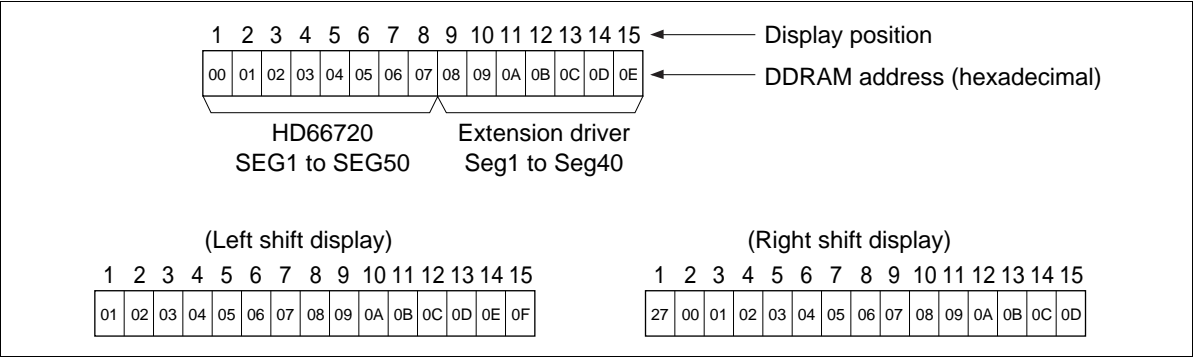 1 2 3 4 5 6 7 8 9 10 11 12 13 14 15 Display position
00 01 02 03 04 05 06 07 08 09 0A 0B 0C 0D 0E DDRAM address (hexadecimal)
HD66720 Extension driver
SEG1 to SEG50 Seg1 to Seg40
(Left shift display) (Right shift display)
1 2 3 4 5 6 7 8 9 10 11 12 13 14 15 1 2 3 4 5 6 7 8 9 10 11 12 13 14 15
01 02 03 04 05 06 07 08 09 0A 0B 0C 0D 0E 0F 27 00 01 02 03 04 05 06 07 08 09 0A 0B 0C 0D